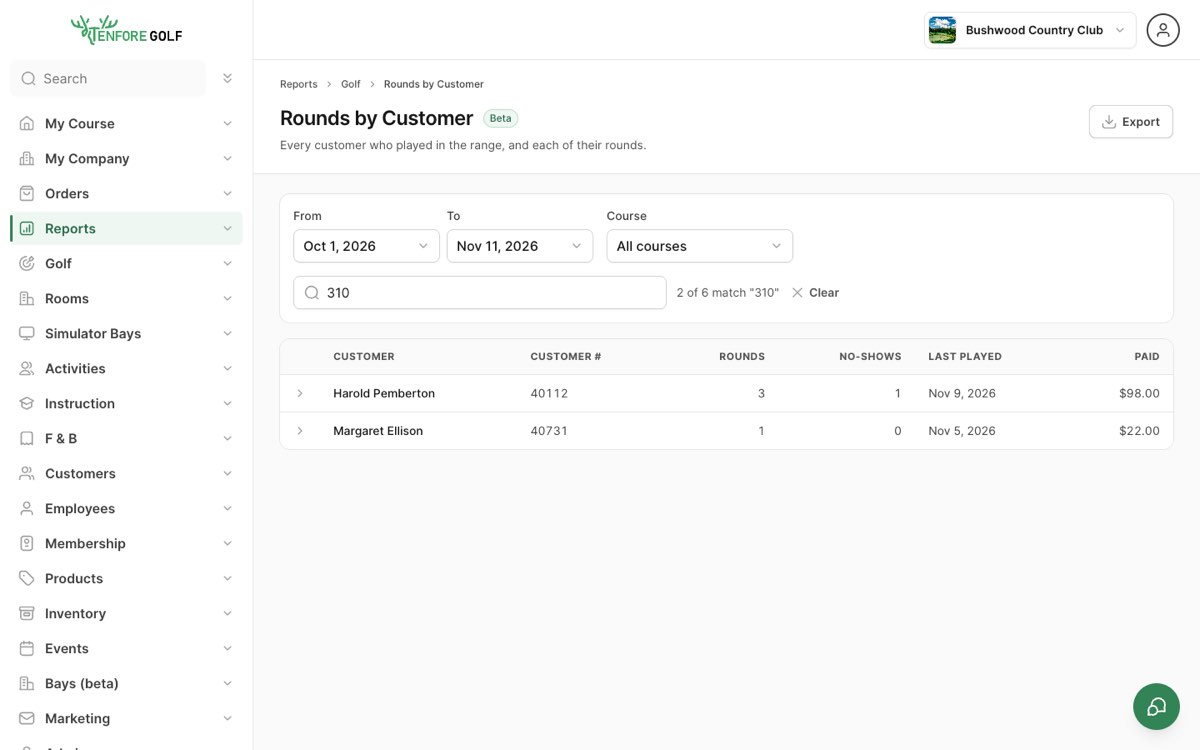 TENFORE GOLF
Bushwood Country Club
Search
My Course
My Company
Orders
Reports
Golf
Rooms
Simulator Bays
Activities
Instruction
F & B
Customers
Employees
Membership
Products
Inventory
Events
Bays (beta)
Marketing
Reports > Golf > Rounds by Customer
Rounds by Customer Beta
Export
Every customer who played in the range, and each of their rounds.
From To Course
Oct 1, 2026 Nov 11, 2026 All courses
310 2 of 6 match "310" Clear
CUSTOMER CUSTOMER # ROUNDS NO-SHOWS LAST PLAYED PAID
Harold Pemberton 40112 3 1 Nov 9, 2026 $98.00
Margaret Ellison 40731 1 0 Nov 5, 2026 $22.00